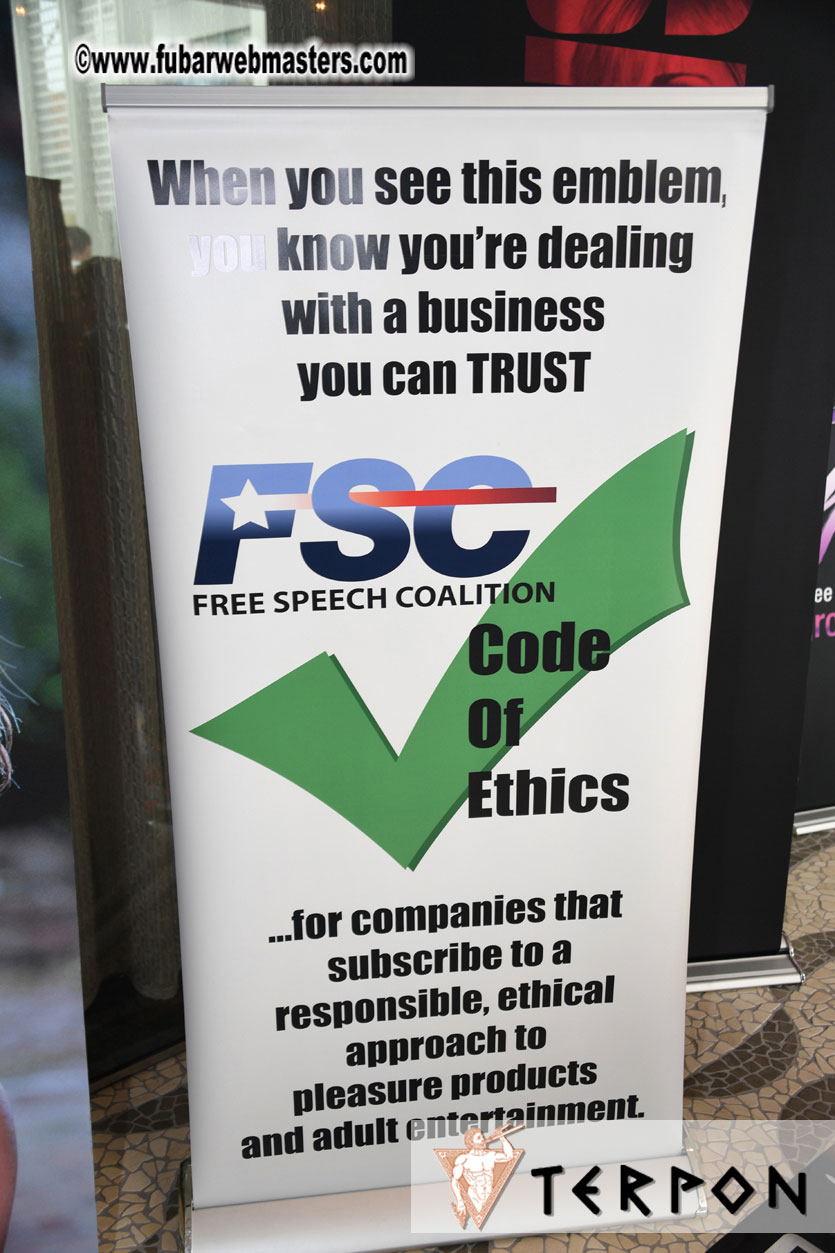 ©www.fubarwebmasters.com
When you see this emblem,
you know you're dealing
with a business
you can TRUST
FSC
FREE SPEECH COALITION
Code
Of
Ethics
...for companies that
subscribe to a
responsible, ethical
approach to
pleasure products
and adult entertainment.
TERPON